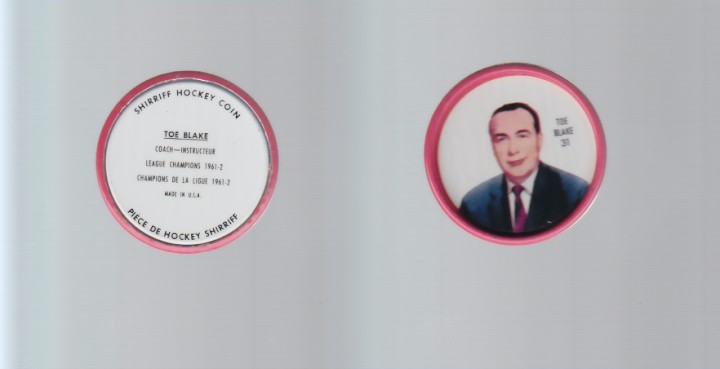 SHIRRIFF HOCKEY COIN
TOE BLAKE
COACH—INSTRUCTEUR
LEAGUE CHAMPIONS 1961-2
CHAMPIONS DE LA LIGUE 1961-2
MADE IN U.S.A.
PIECE DE HOCKEY SHIRRIFF
TOE
BLAKE
31